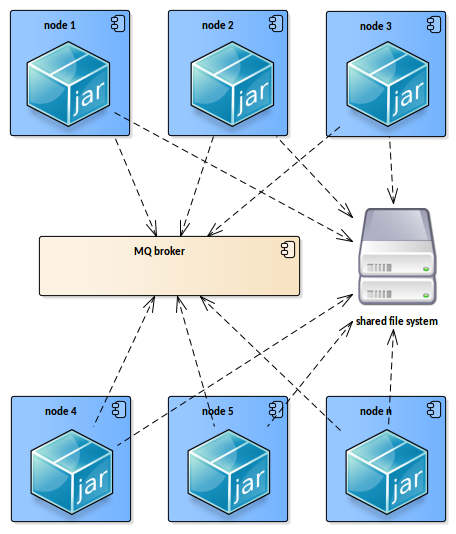 node 1
node 2
node 3
jar
jar
jar
MQ broker
shared file system
node 4
node 5
node n
jar
jar
jar